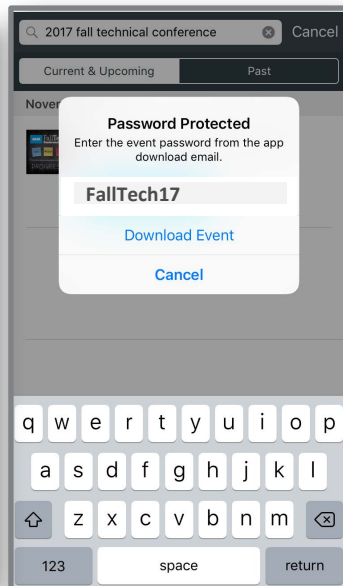 2017 fall technical conference Cancel
Current & Upcoming Past
Nover
Password Protected
Enter the event password from the app
download email.
FallTech17
Download Event
Cancel
q w e r t y u i o p
a s d f g h j k l
z x c v b n m
123 space return